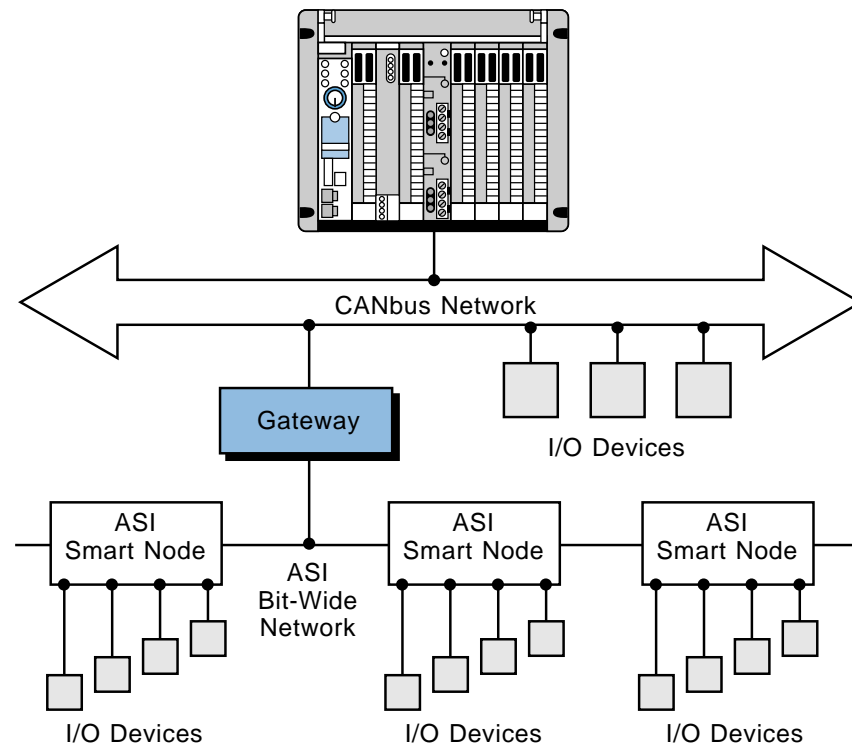 CANbus Network
Gateway
I/O Devices
ASI
Smart Node
ASI
Smart Node
ASI
Smart Node
ASI
Bit-Wide
Network
I/O Devices
I/O Devices
I/O Devices